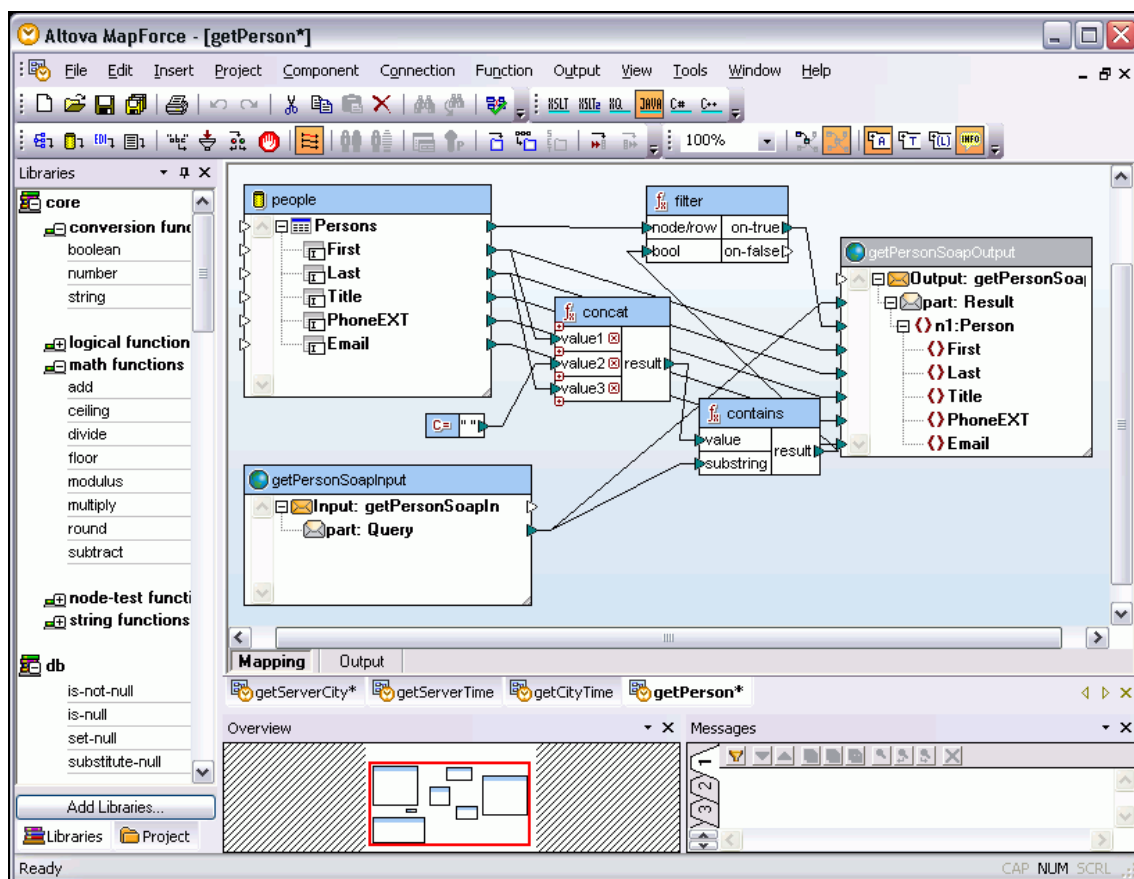 Altova MapForce - [getPerson*]
File Edit Insert Project Component Connection Function Output View Tools Window Help
XSLT XSLT2 XQ JAVA C# C++
EDI "abc" 100% A T (L) INFO
Libraries
core
conversion func
boolean
number
string
logical function
math functions
add
ceiling
divide
floor
modulus
multiply
round
subtract
node-test functi
string functions
db
is-not-null
is-null
set-null
substitute-null
Add Libraries...
Libraries Project
people
Persons
First
Last
Title
PhoneEXT
Email
C= " "
getPersonSoapInput
Input: getPersonSoapIn
part: Query
filter
node/row on-true
bool on-false
concat
value1
value2 result
value3
contains
value
substring result
getPersonSoapOutput
Output: getPersonSoa
part: Result
n1:Person
First
Last
Title
PhoneEXT
Email
Mapping Output
getServerCity* getServerTime getCityTime getPerson*
Overview
Messages
1
2
3
Ready
CAP NUM SCRL